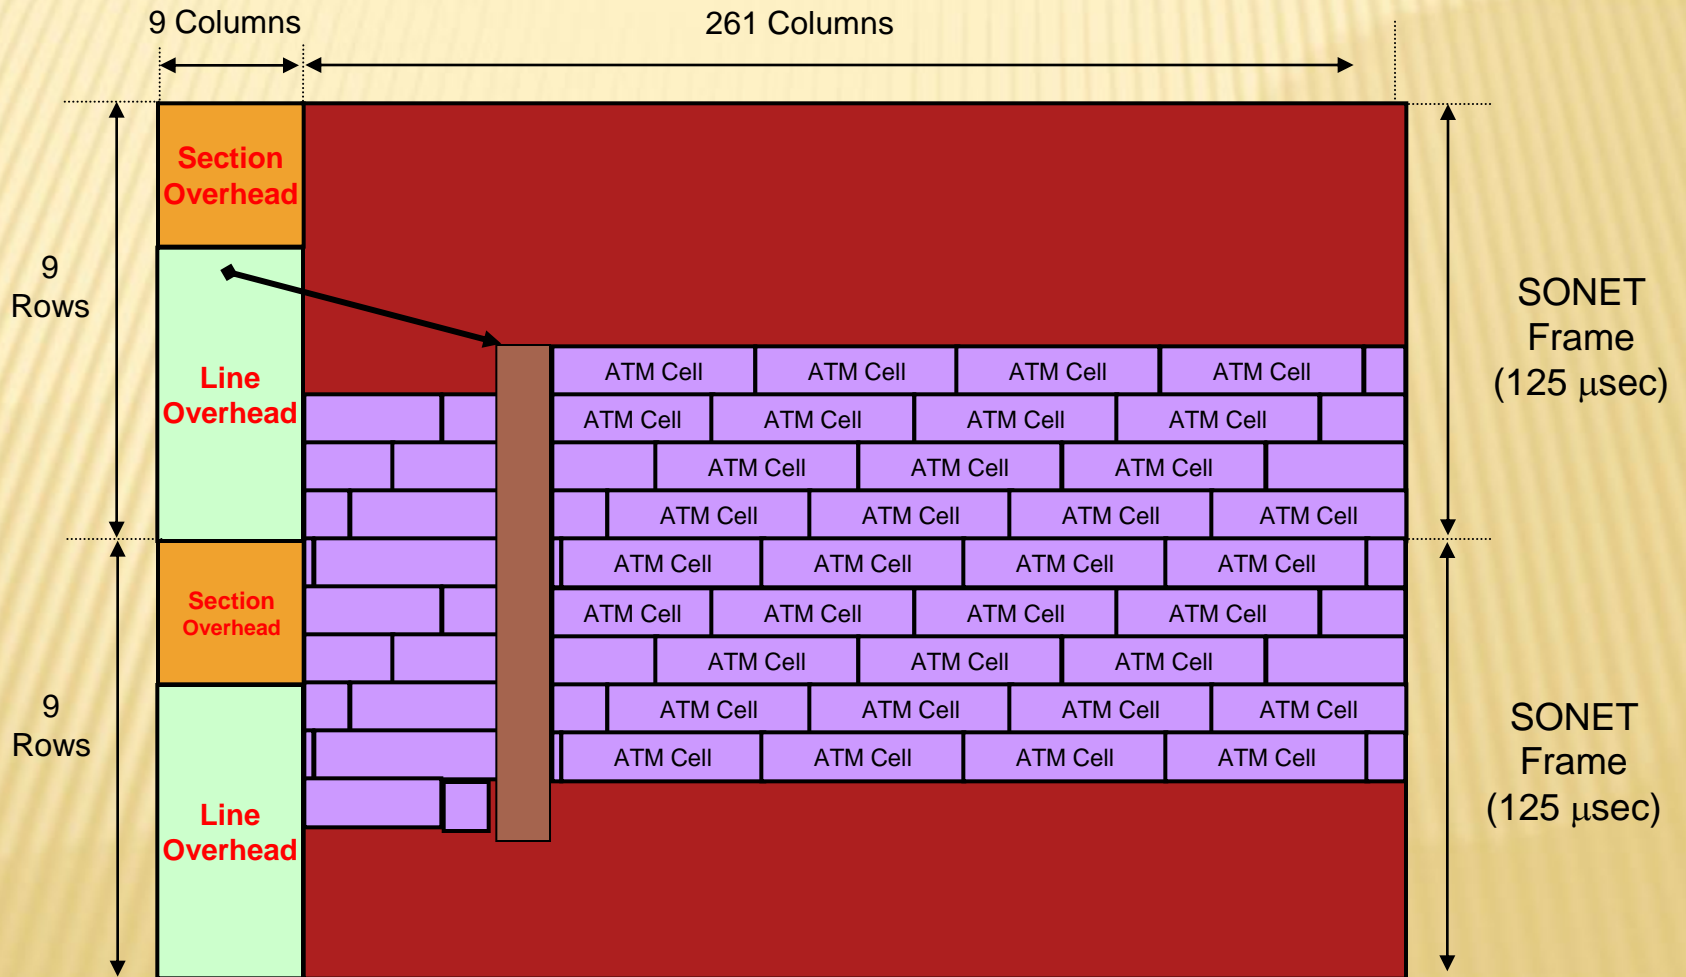 9 Columns
261 Columns
Section
Overhead
9
Rows
Line
Overhead
SONET
Frame
(125 μsec)
ATM Cell ATM Cell ATM Cell ATM Cell
ATM Cell ATM Cell ATM Cell ATM Cell
ATM Cell ATM Cell ATM Cell
ATM Cell ATM Cell ATM Cell ATM Cell
ATM Cell ATM Cell ATM Cell ATM Cell
Section
Overhead
ATM Cell ATM Cell ATM Cell ATM Cell
ATM Cell ATM Cell ATM Cell
ATM Cell ATM Cell ATM Cell ATM Cell
ATM Cell ATM Cell ATM Cell ATM Cell
9
Rows
Line
Overhead
SONET
Frame
(125 μsec)